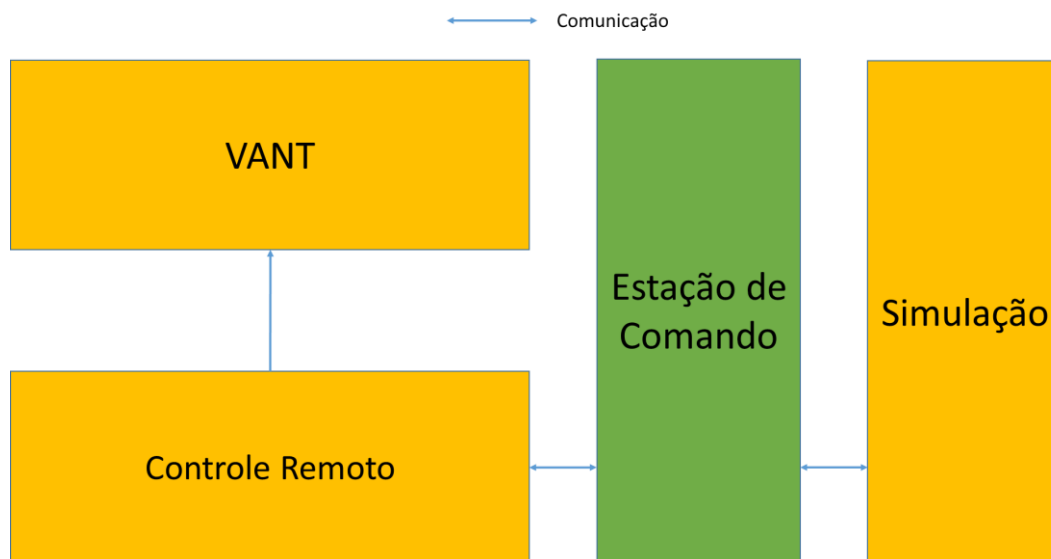 Comunicação
VANT
Estação de
Comando
Simulação
Controle Remoto